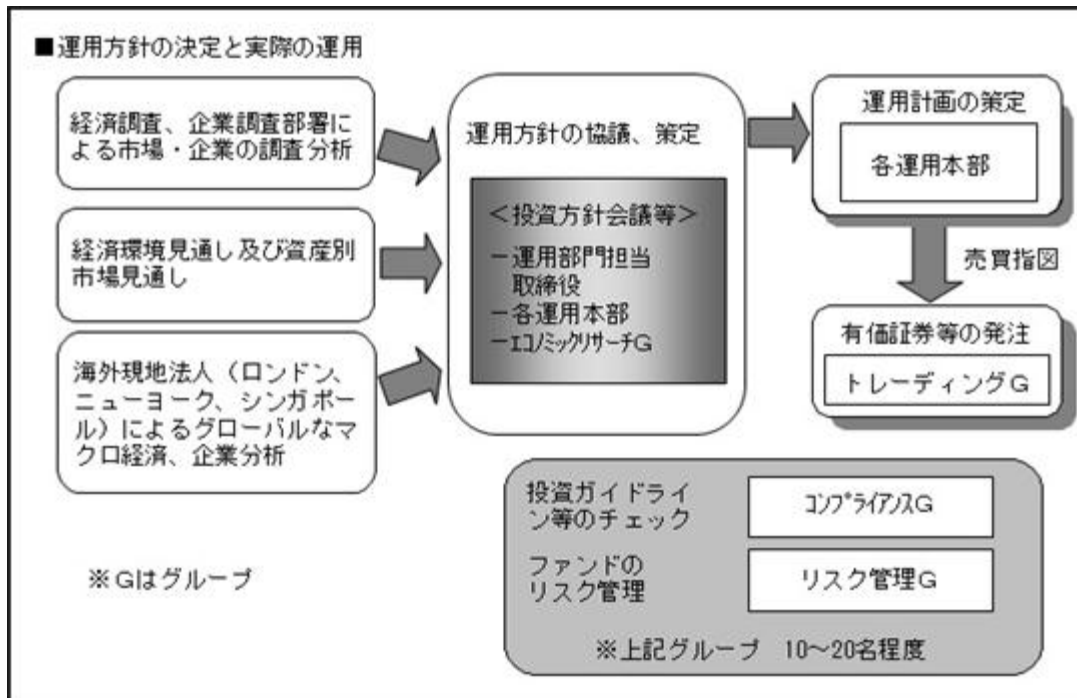 ■運用方針の決定と実際の運用
経済調査、企業調査部署に
よる市場・企業の調査分析
経済環境見通し及び資産別
市場見通し
海外現地法人（ロンドン、
ニューヨーク、シンガポー
ル）によるグローバルなマ
クロ経済、企業分析
運用方針の協議、策定
＜投資方針会議等＞
－運用部門担当
取締役
－各運用本部
－ｴｺﾉﾐｯｸﾘｻｰﾁG
運用計画の策定
各運用本部
売買指図
有価証券等の発注
トレーディングG
投資ガイドライ
ン等のチェック
ｺﾝﾌﾟﾗｲｱﾝｽG
ファンドの
リスク管理
リスク管理G
※上記グループ　10～20名程度
※Gはグループ